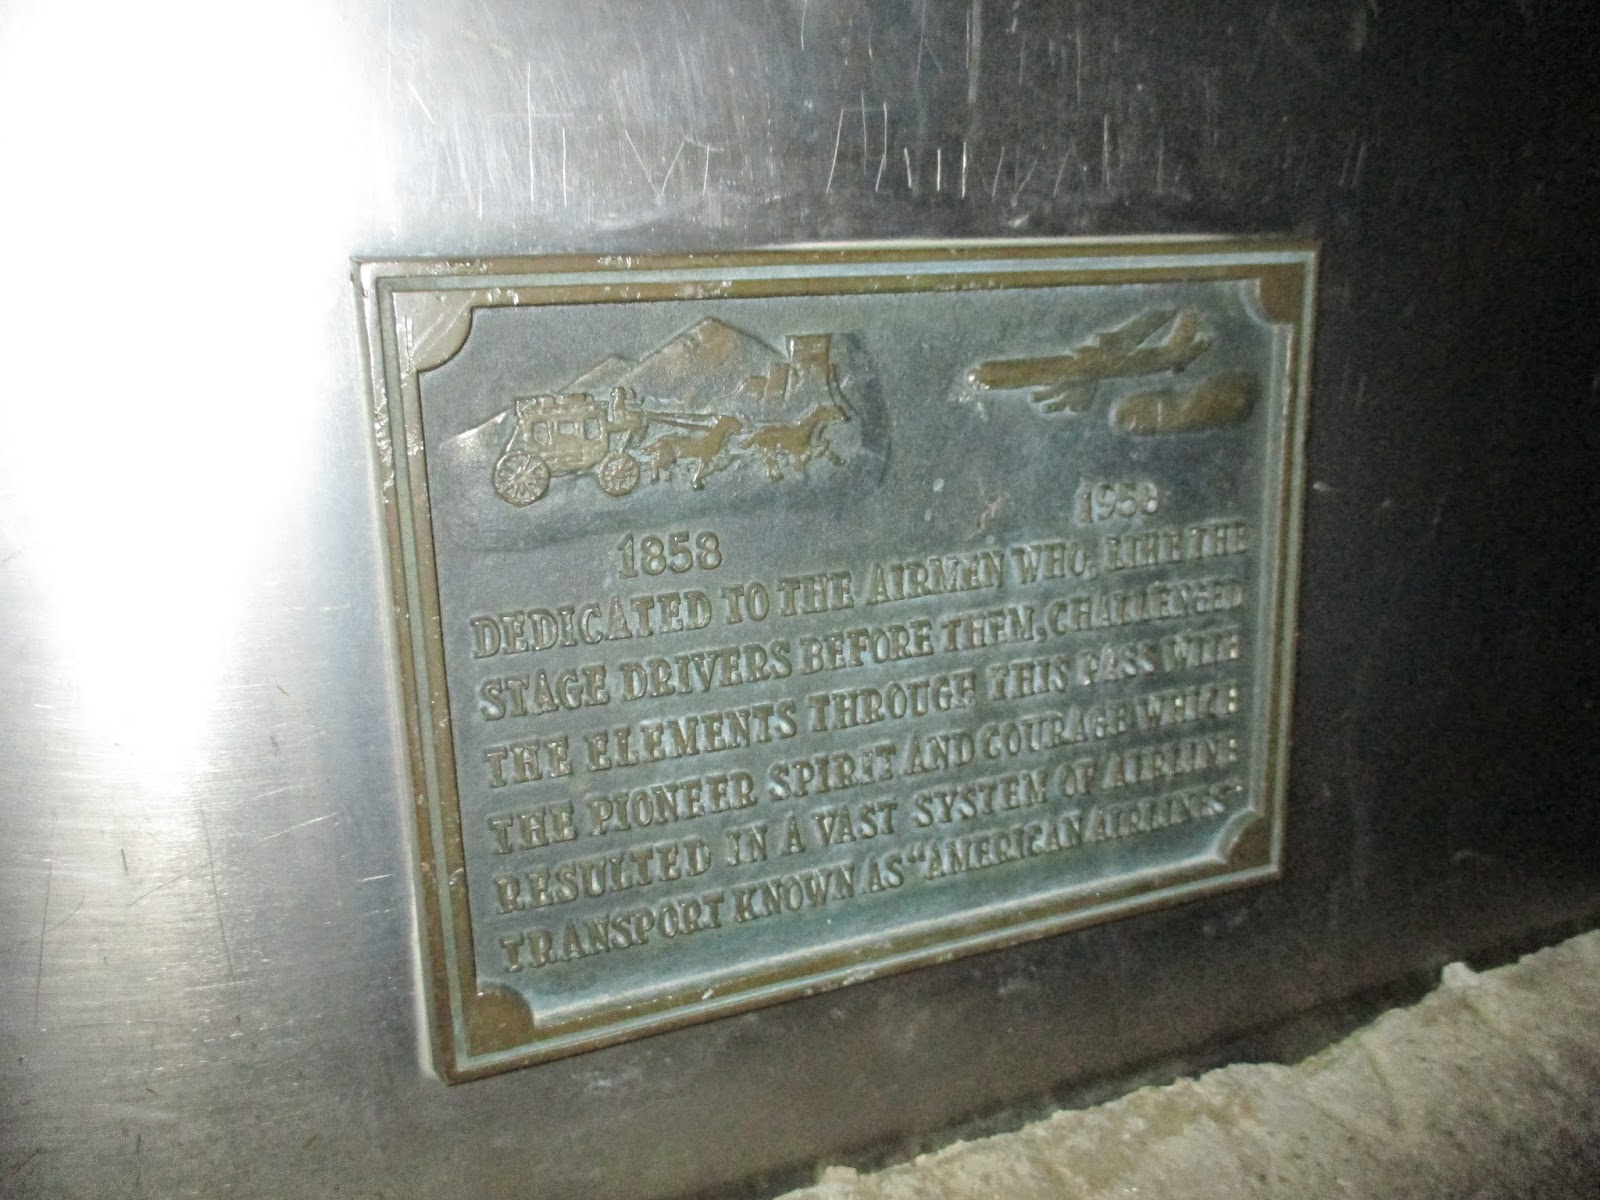 1858 1958
DEDICATED TO THE AIRMEN WHO, LIKE THE
STAGE DRIVERS BEFORE THEM, CHALLENGED
THE ELEMENTS THROUGH THIS PASS WITH
THE PIONEER SPIRIT AND COURAGE WHICH
RESULTED IN A VAST SYSTEM OF AIRLINE
TRANSPORT KNOWN AS "AMERICAN AIRLINES"